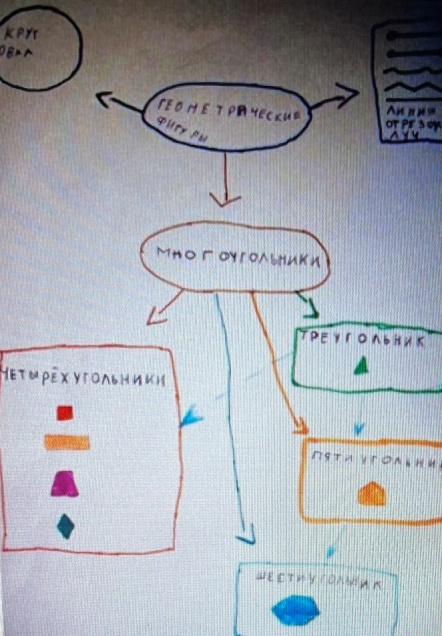 КРУГ
ОВАЛ
ГЕОМЕТРИЧЕСКИЕ
ФИГУРЫ
ЛИНИЯ
ОТРЕЗОК
ЛУЧ
МНОГОУГОЛЬНИКИ
ТРЕУГОЛЬНИК
ЧЕТЫРЁХУГОЛЬНИКИ
ПЯТИУГОЛЬНИК
ШЕСТИУГОЛЬНИК